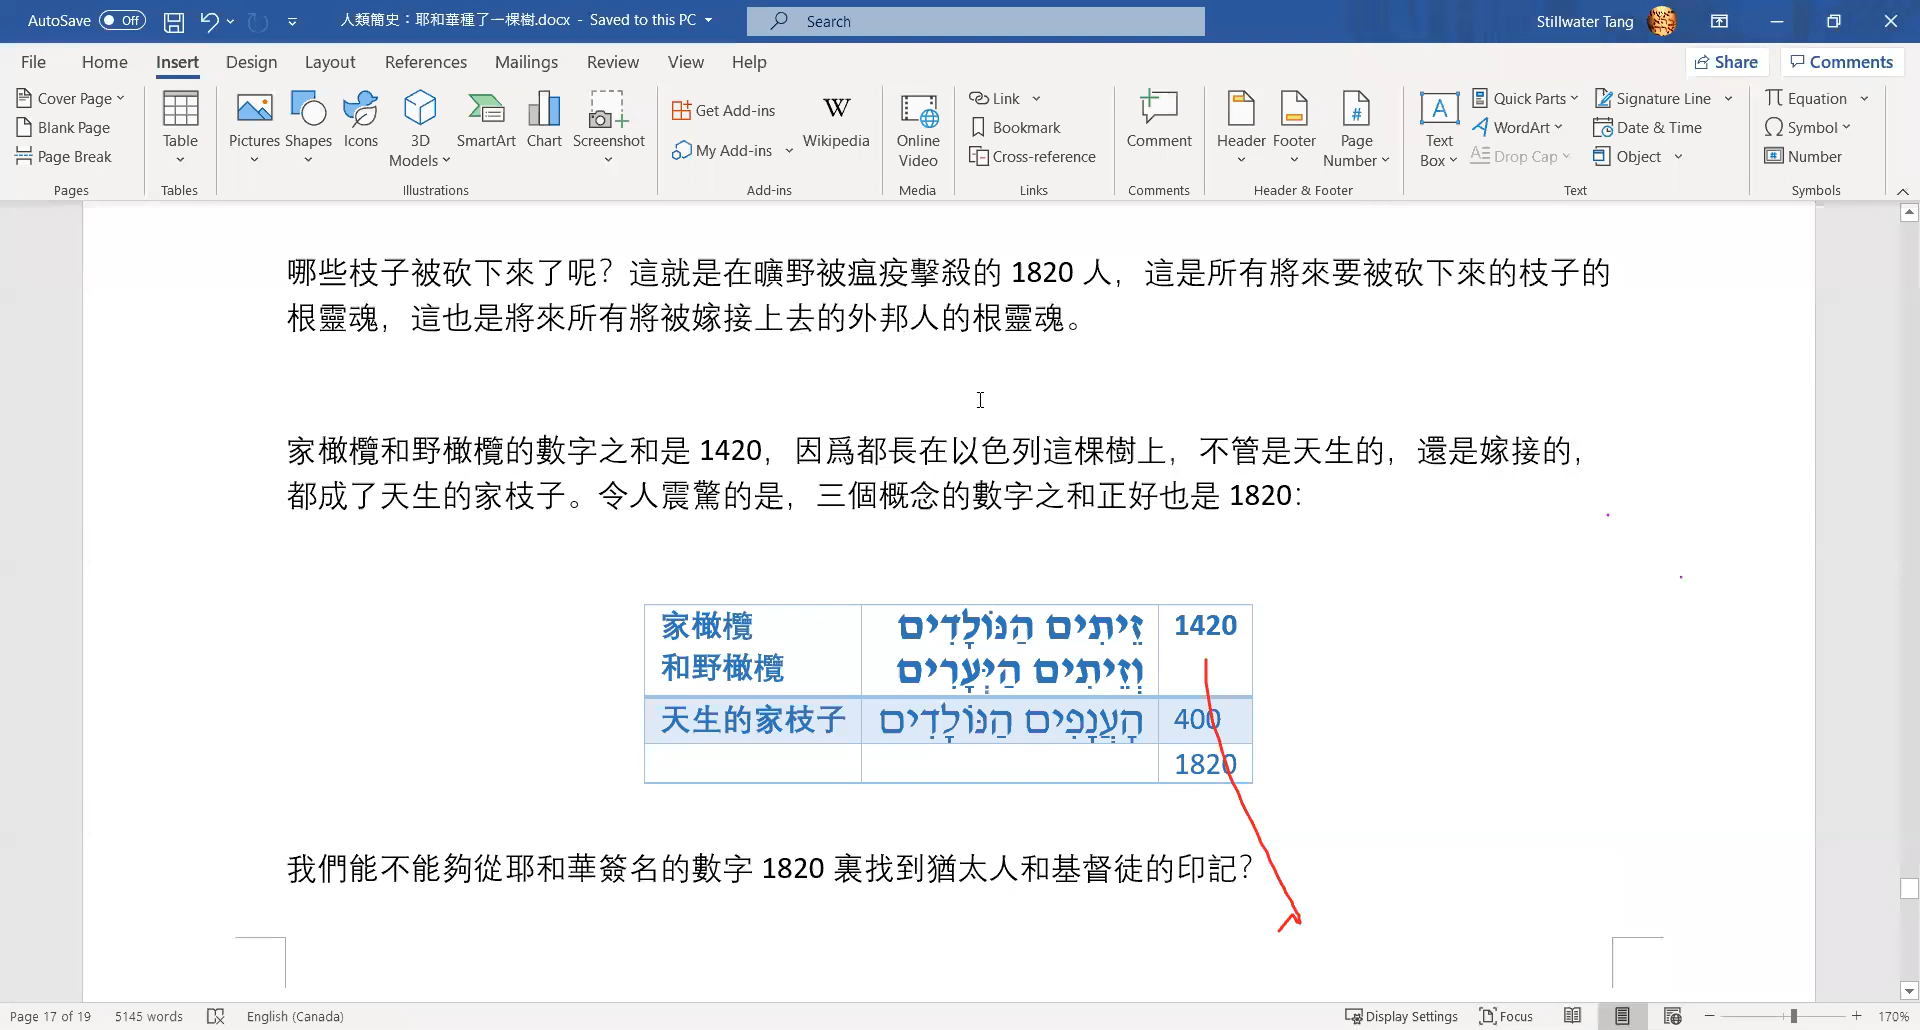 AutoSave Off 人類簡史：耶和華種了一棵樹.docx - Saved to this PC Search Stillwater Tang
File Home Insert Design Layout References Mailings Review View Help Share Comments
Cover Page
Blank Page
Page Break
Pages
Table
Tables
Pictures Shapes Icons 3D Models SmartArt Chart Screenshot
Illustrations
Get Add-ins
My Add-ins
Wikipedia
Add-ins
Online Video
Media
Link
Bookmark
Cross-reference
Links
Comment
Comments
Header Footer Page Number
Header & Footer
Text Box
Quick Parts
WordArt
Drop Cap
Signature Line
Date & Time
Object
Text
Equation
Symbol
Number
Symbols
哪些枝子被砍下來了呢？這就是在曠野被瘟疫擊殺的 1820 人，這是所有將來要被砍下來的枝子的
根靈魂，這也是將來所有將被嫁接上去的外邦人的根靈魂。
家橄欖和野橄欖的數字之和是 1420，因爲都長在以色列這棵樹上，不管是天生的，還是嫁接的，
都成了天生的家枝子。令人震驚的是，三個概念的數字之和正好也是 1820：
家橄欖 זֵיתִים הַנּוֹלָדִים 1420
和野橄欖 וְזֵיתִים הַיְּעָרִים
天生的家枝子 הָעֲנָפִים הַנּוֹלָדִים 400
1820
我們能不能夠從耶和華簽名的數字 1820 裏找到猶太人和基督徒的印記？
Page 17 of 19 5145 words English (Canada) Display Settings Focus 170%